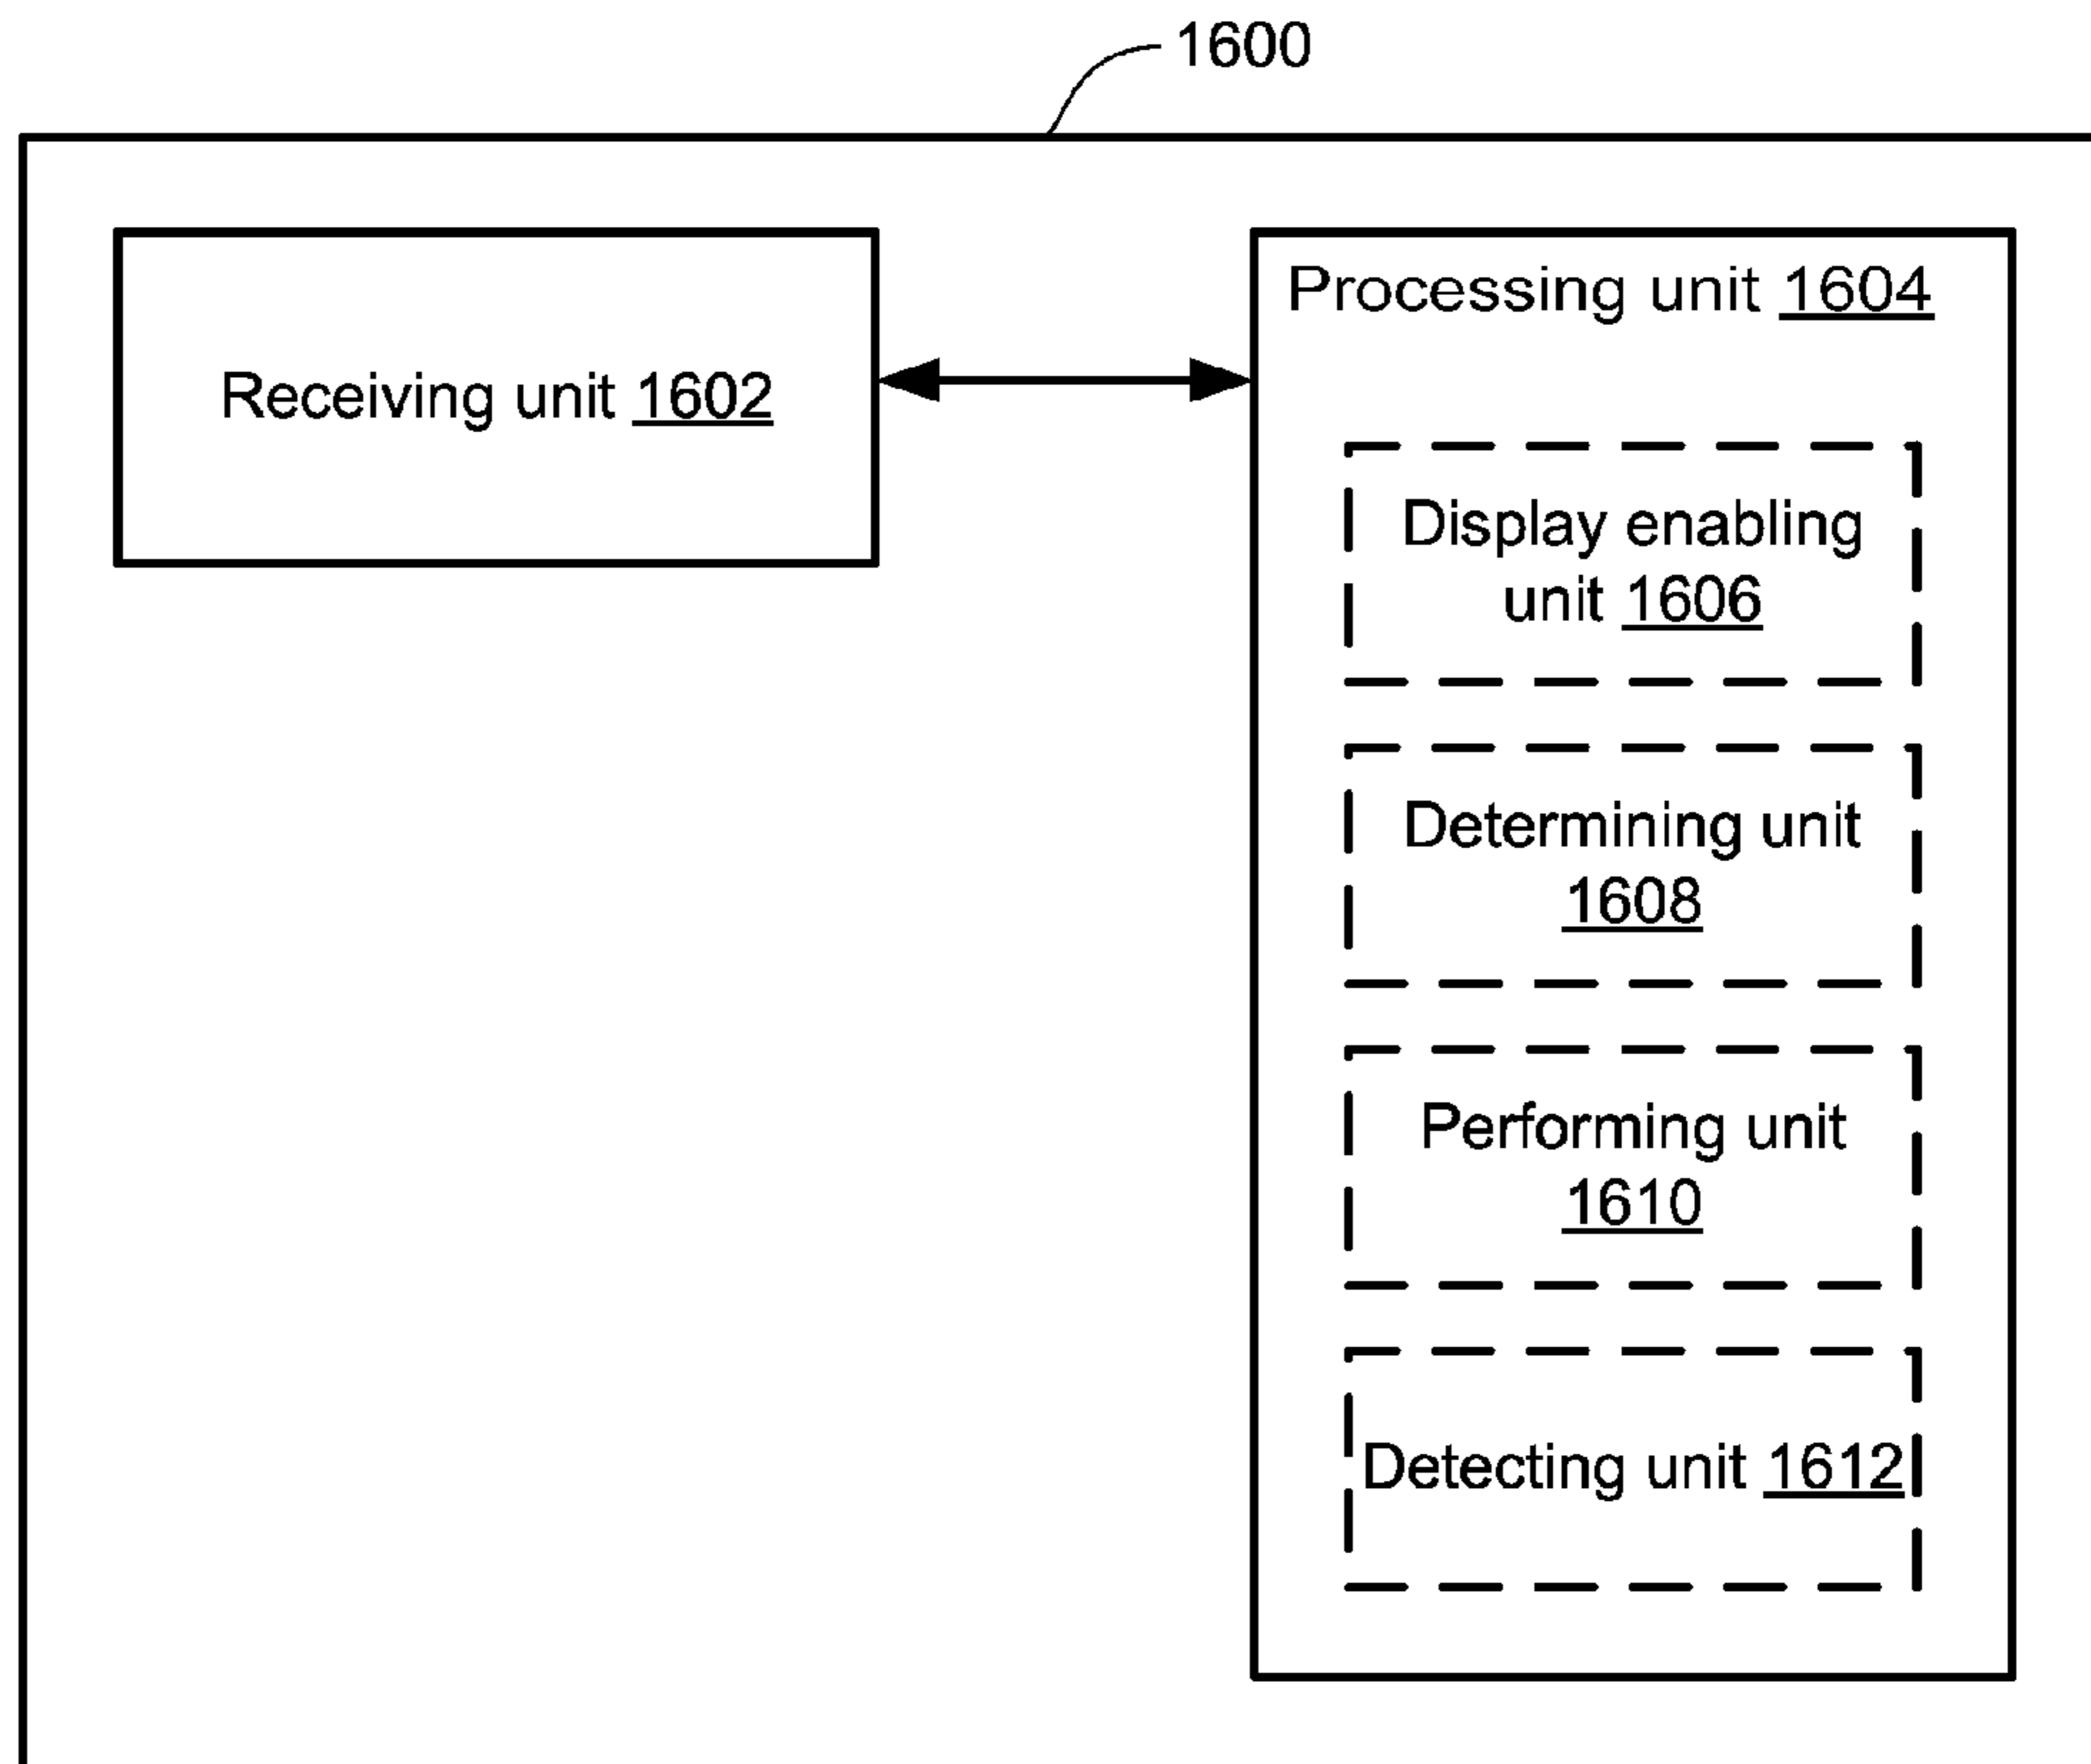 1600
Receiving unit 1602
Processing unit 1604
Display enabling
unit 1606
Determining unit
1608
Performing unit
1610
Detecting unit 1612